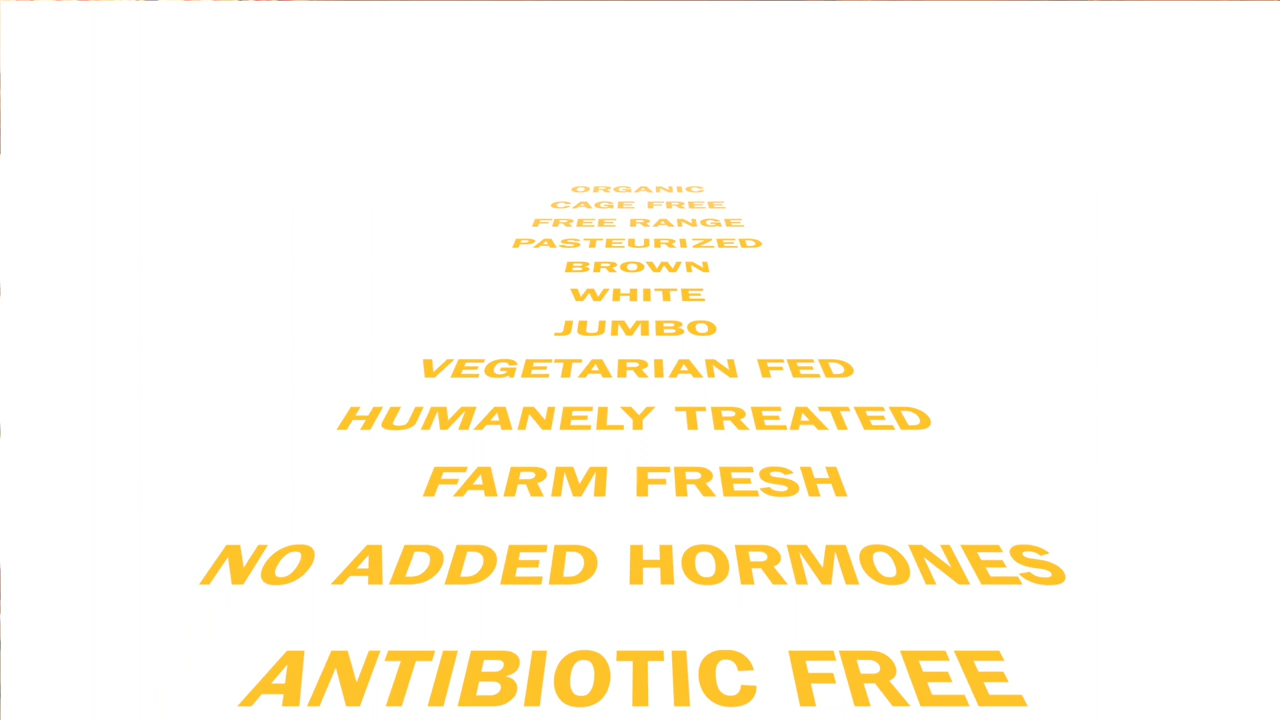 ORGANIC
CAGE FREE
FREE RANGE
PASTEURIZED
BROWN
WHITE
JUMBO
VEGETARIAN FED
HUMANELY TREATED
FARM FRESH
NO ADDED HORMONES
ANTIBIOTIC FREE